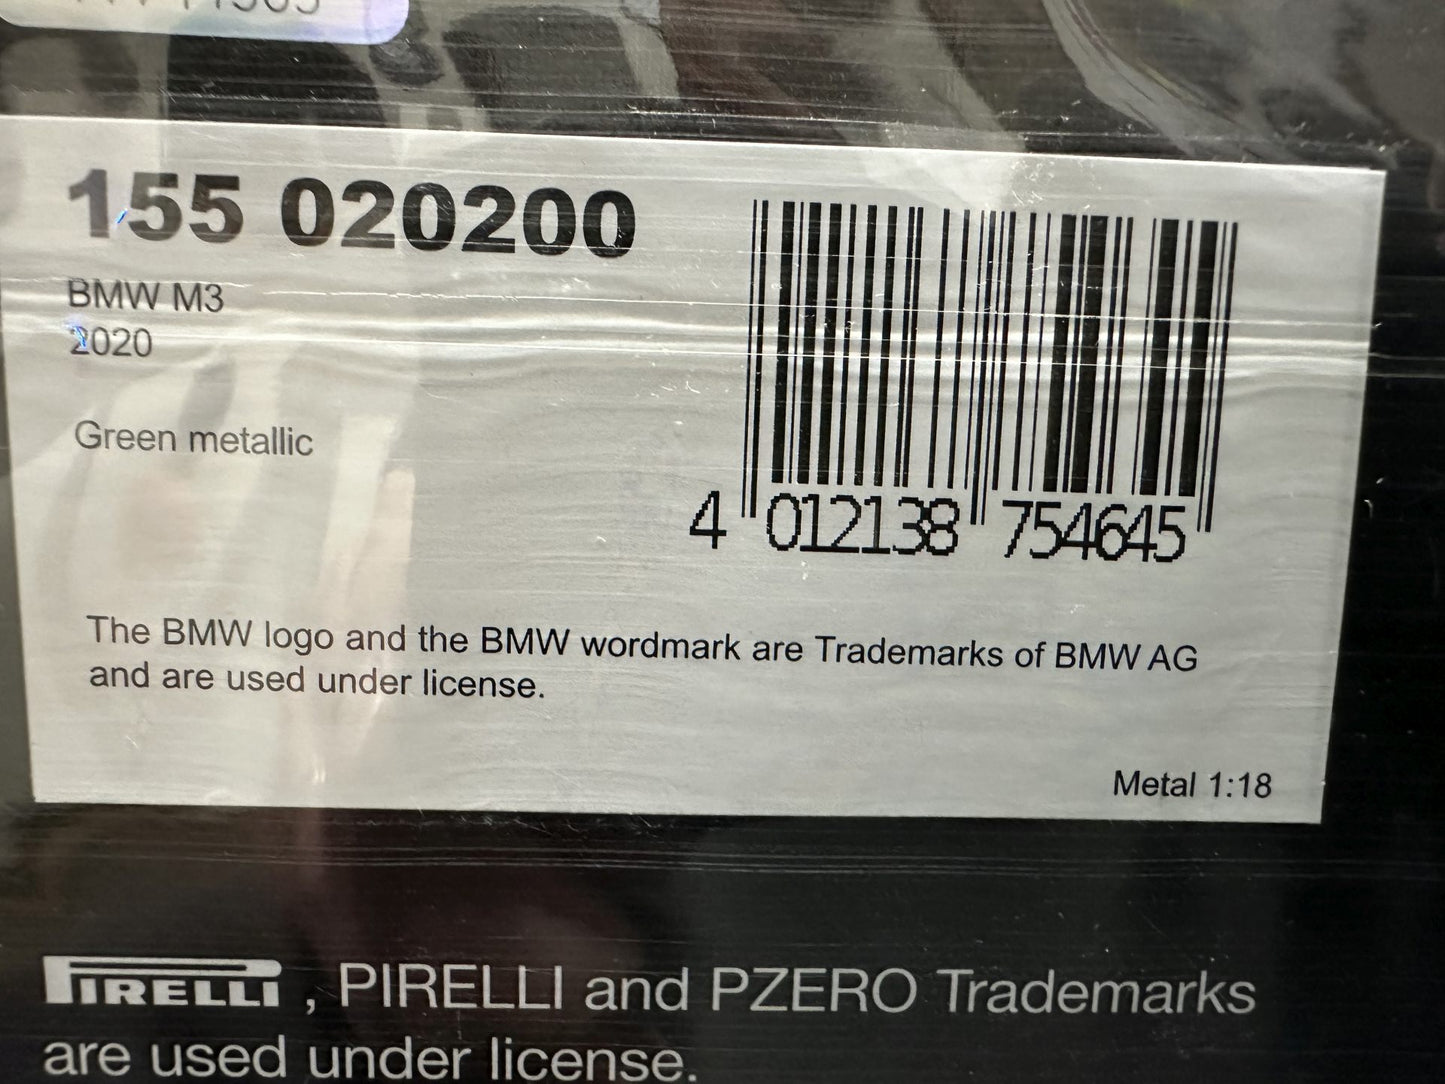 155 020200
BMW M3
2020
Green metallic
4 012138 754645
The BMW logo and the BMW wordmark are Trademarks of BMW AG
and are used under license.
Metal 1:18
PIRELLI, PIRELLI and PZERO Trademarks
are used under license.